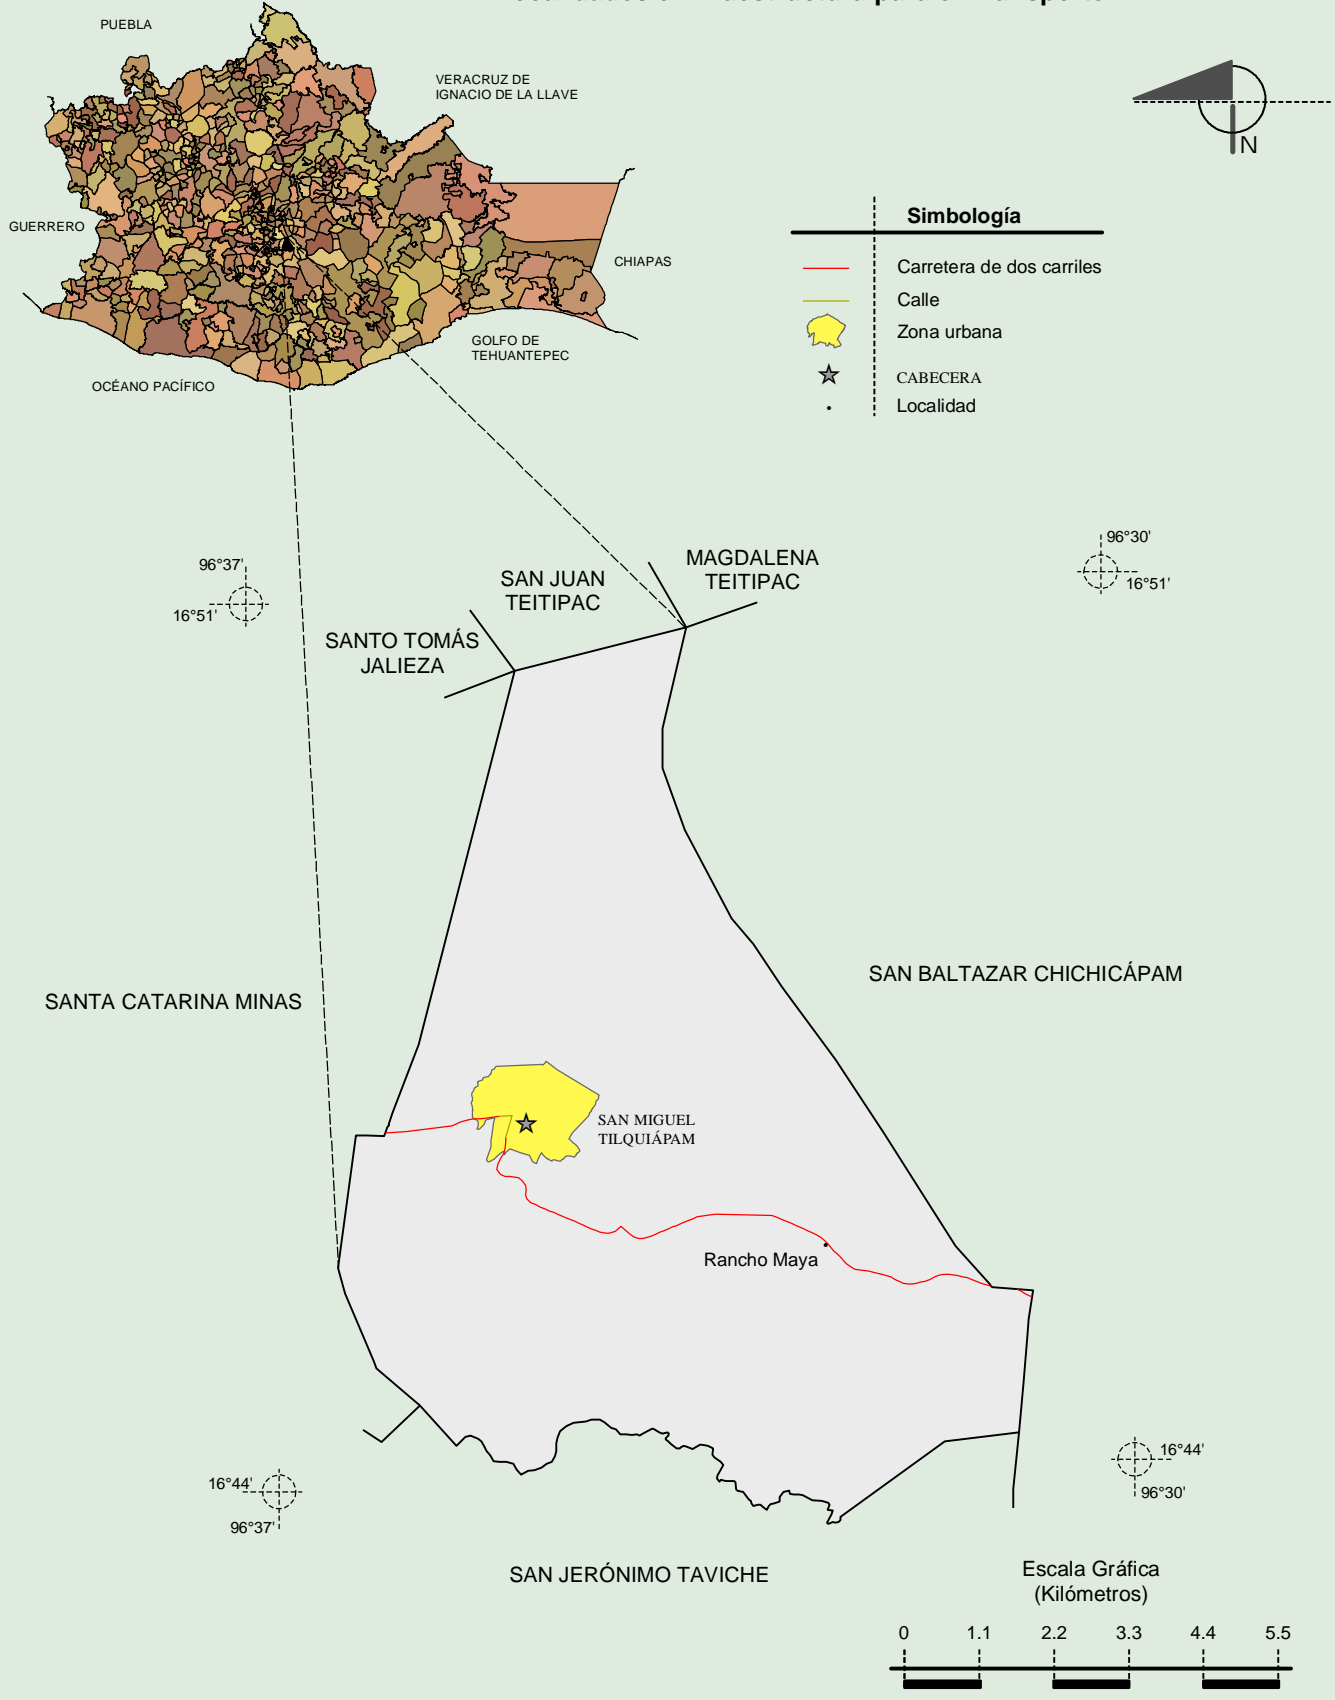 PUEBLA
VERACRUZ DE
IGNACIO DE LA LLAVE
N
GUERRERO
CHIAPAS
GOLFO DE
TEHUANTEPEC
OCÉANO PACÍFICO
Simbología
Carretera de dos carriles
Calle
Zona urbana
CABECERA
Localidad
96°37'
16°51'
96°30'
16°51'
MAGDALENA
TEITIPAC
SAN JUAN
TEITIPAC
SANTO TOMÁS
JALIEZA
SAN BALTAZAR CHICHICÁPAM
SANTA CATARINA MINAS
SAN MIGUEL
TILQUIÁPAM
Rancho Maya
16°44'
96°37'
16°44'
96°30'
SAN JERÓNIMO TAVICHE
Escala Gráfica
(Kilómetros)
0 1.1 2.2 3.3 4.4 5.5